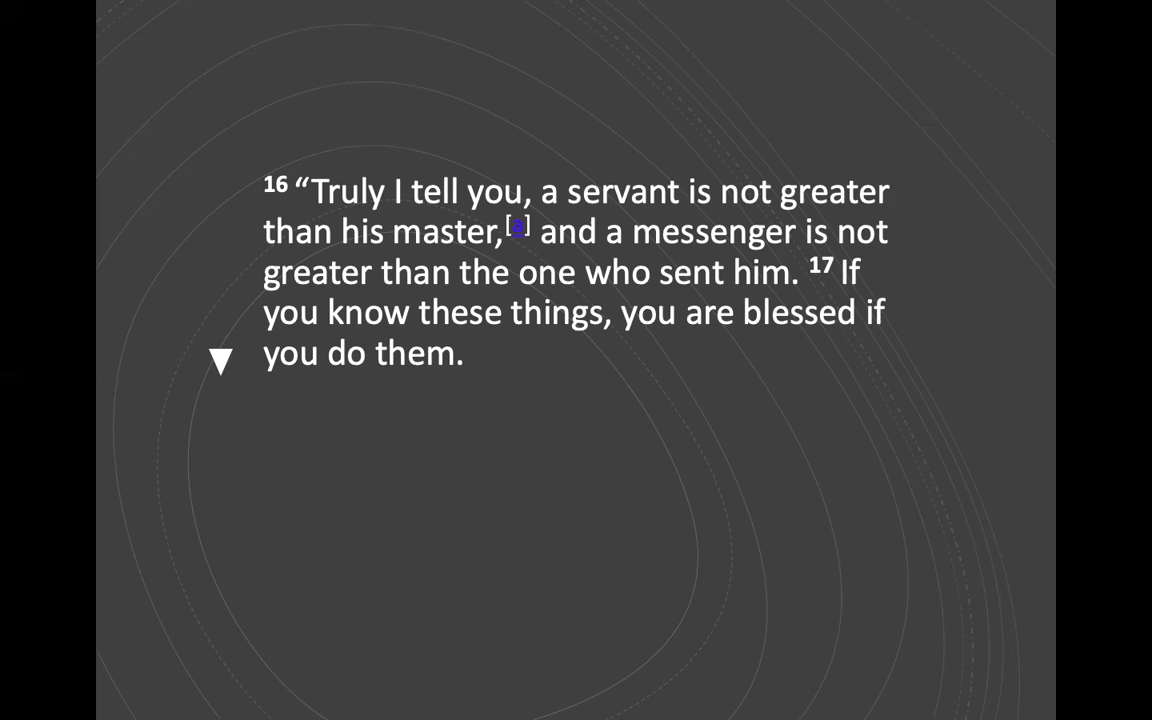 16 “Truly I tell you, a servant is not greater
than his master,[a] and a messenger is not
greater than the one who sent him. 17 If
you know these things, you are blessed if
you do them.